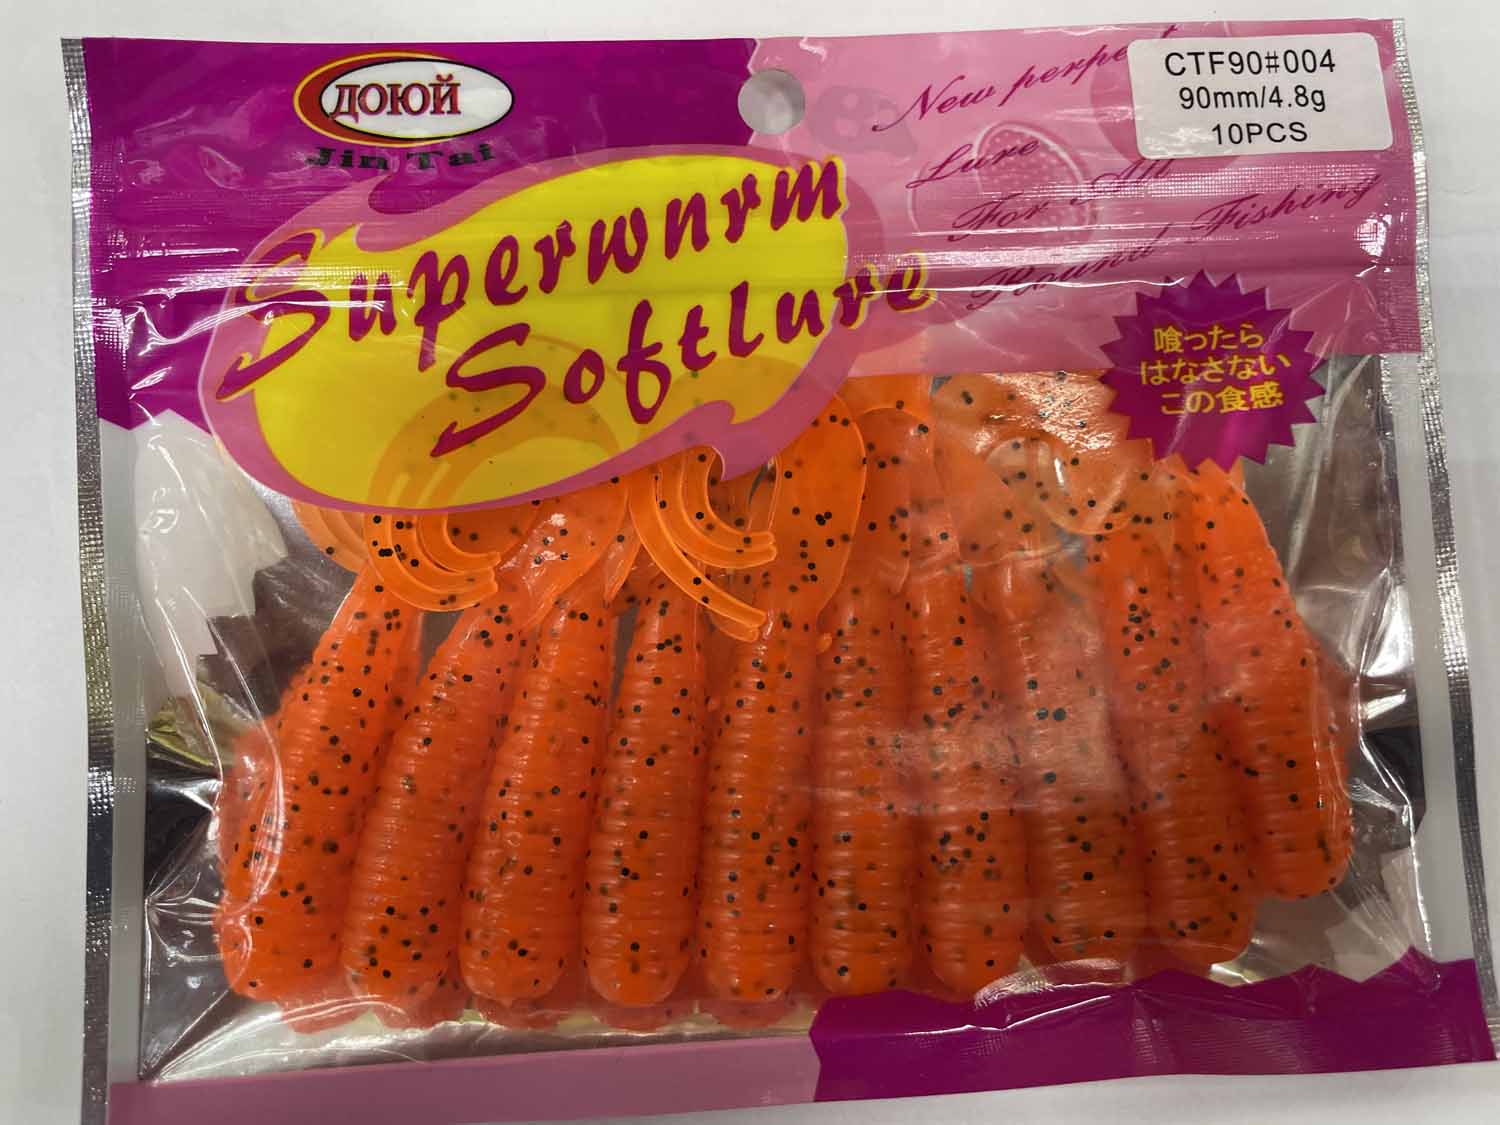 ДОЮЙ
Jin Tai
Superwnrm
Softlure
New perpect
Lure
For All
Round Fishing
CTF90#004
90mm/4.8g
10PCS
喰ったら
はなさない
この食感